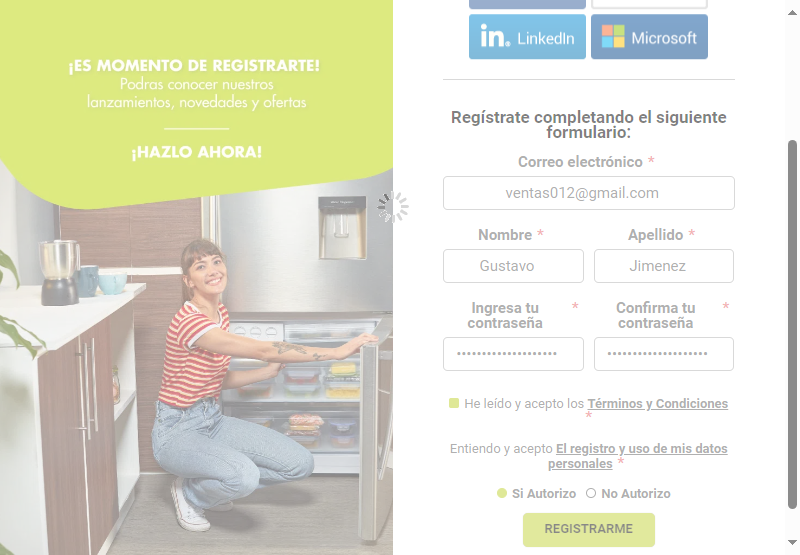 ¡ES MOMENTO DE REGISTRARTE!
Podras conocer nuestros
lanzamientos, novedades y ofertas
¡HAZLO AHORA!
LinkedIn
Microsoft
Regístrate completando el siguiente
formulario:
Correo electrónico *
ventas012@gmail.com
Nombre * Apellido *
Gustavo Jimenez
Ingresa tu * Confirma tu *
contraseña contraseña
•••••••••••••••••••• ••••••••••••••••••••
He leído y acepto los Términos y Condiciones
*
Entiendo y acepto El registro y uso de mis datos
personales *
Si Autorizo No Autorizo
REGISTRARME